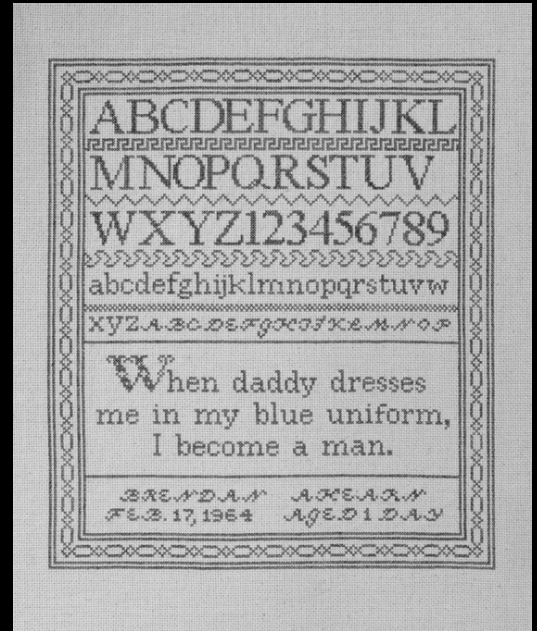 ABCDEFGHIJKL
MNOPQRSTUV
WXYZ123456789
abcdefghijklmnopqrstuvw
xyzABCDEFGHIJKLMNOP
When daddy dresses
me in my blue uniform,
I become a man.
BRENDAN AHEARN
FEB. 17, 1964 AGED 1 DAY